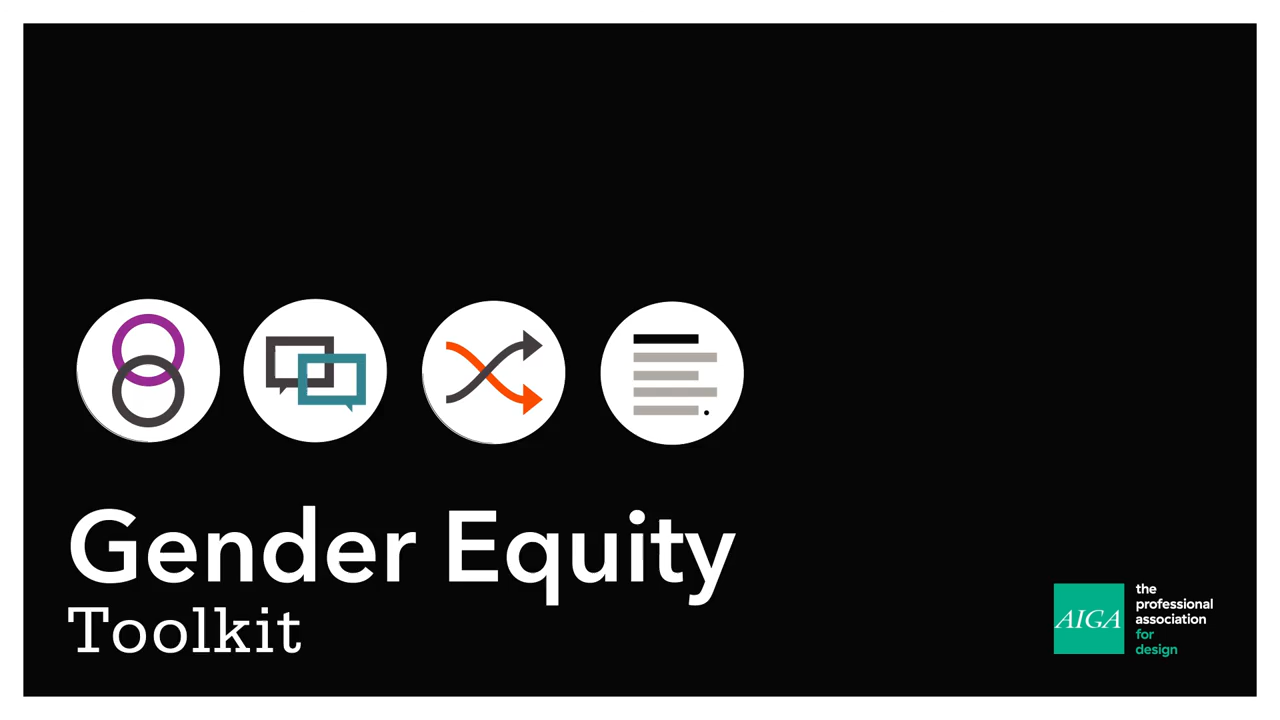 Gender Equity
Toolkit
AIGA
the
professional
association
for
design